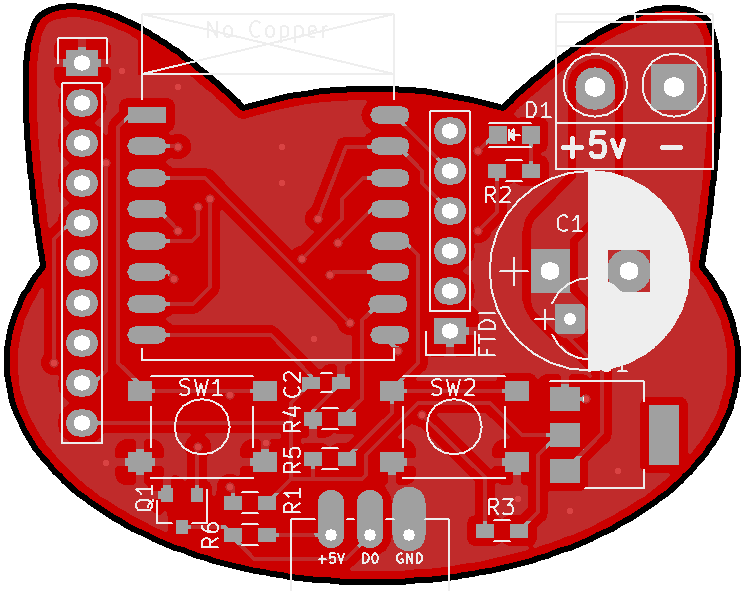 No Copper
D1
+5v -
R2
C1
FTDI
C2
SW1
SW2
R4
R5
Q1
R1
R3
R6
+5V DO GND